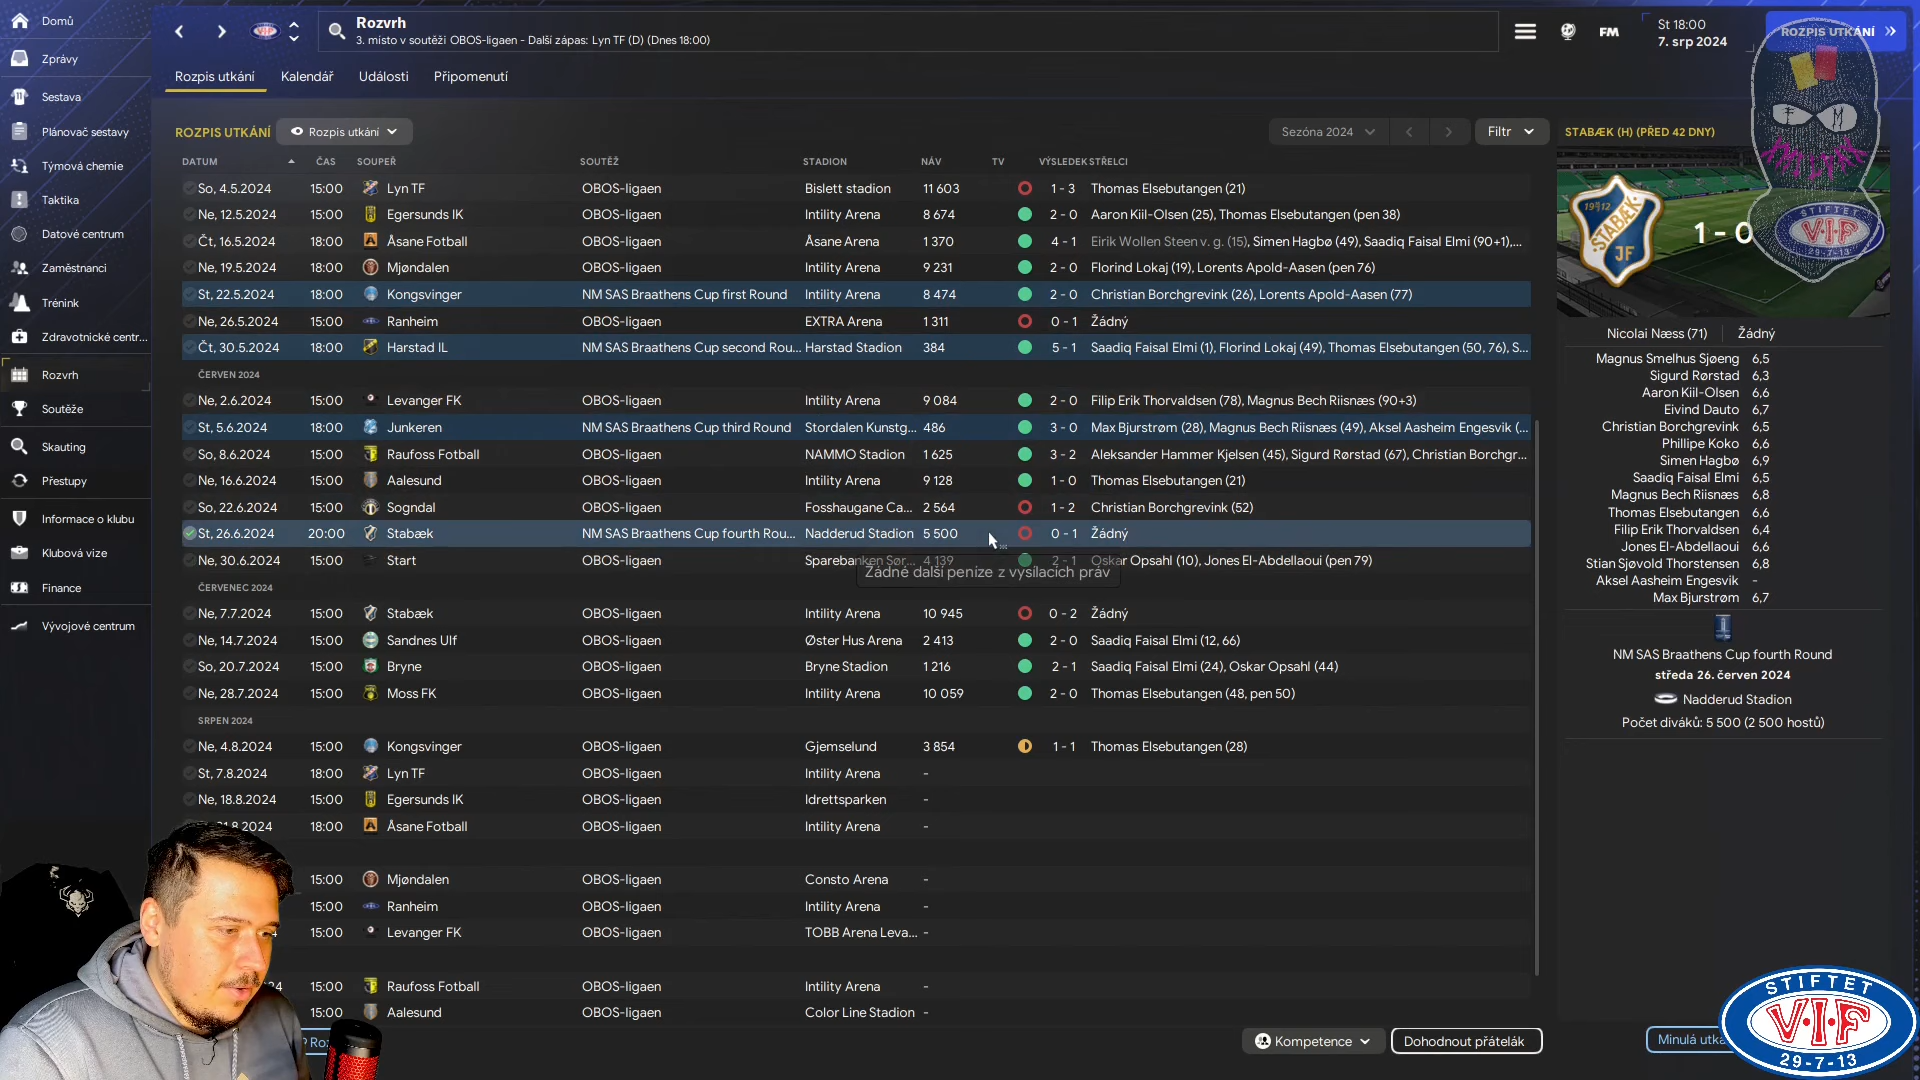 Domů
Zprávy
Sestava
Plánovač sestavy
Týmová chemie
Taktika
Datové centrum
Zaměstnanci
Trénink
Zdravotnické centr...
Rozvrh
Soutěže
Skauting
Přestupy
Informace o klubu
Klubová vize
Finance
Vývojové centrum
Rozvrh
3. místo v soutěži OBOS-ligaen - Další zápas: Lyn TF (D) (Dnes 18:00)
FM
St 18:00
7. srp 2024
ROZPIS UTKÁNÍ
Rozpis utkání Kalendář Události Připomenutí
ROZPIS UTKÁNÍ Rozpis utkání Sezóna 2024 Filtr
DATUM ČAS SOUPEŘ SOUTĚŽ STADION NÁV TV VÝSLEDEK STŘELCI
So, 4.5.2024 15:00 Lyn TF OBOS-ligaen Bislett stadion 11 603 1 - 3 Thomas Elsebutangen (21)
Ne, 12.5.2024 15:00 Egersunds IK OBOS-ligaen Intility Arena 8 674 2 - 0 Aaron Kiil-Olsen (25), Thomas Elsebutangen (pen 38)
Čt, 16.5.2024 18:00 Åsane Fotball OBOS-ligaen Åsane Arena 1 370 4 - 1 Eirik Wollen Steen v. g. (15), Simen Hagbø (49), Saadiq Faisal Elmi (90+1),...
Ne, 19.5.2024 18:00 Mjøndalen OBOS-ligaen Intility Arena 9 231 2 - 0 Florind Lokaj (19), Lorents Apold-Aasen (pen 76)
St, 22.5.2024 18:00 Kongsvinger NM SAS Braathens Cup first Round Intility Arena 8 474 2 - 0 Christian Borchgrevink (26), Lorents Apold-Aasen (77)
Ne, 26.5.2024 15:00 Ranheim OBOS-ligaen EXTRA Arena 1 311 0 - 1 Žádný
Čt, 30.5.2024 18:00 Harstad IL NM SAS Braathens Cup second Rou... Harstad Stadion 384 5 - 1 Saadiq Faisal Elmi (1), Florind Lokaj (49), Thomas Elsebutangen (50, 76), S...
ČERVEN 2024
Ne, 2.6.2024 15:00 Levanger FK OBOS-ligaen Intility Arena 9 084 2 - 0 Filip Erik Thorvaldsen (78), Magnus Bech Riisnæs (90+3)
St, 5.6.2024 18:00 Junkeren NM SAS Braathens Cup third Round Stordalen Kunstg... 486 3 - 0 Max Bjurstrøm (28), Magnus Bech Riisnæs (49), Aksel Aasheim Engesvik (...
So, 8.6.2024 15:00 Raufoss Fotball OBOS-ligaen NAMMO Stadion 1 625 3 - 2 Aleksander Hammer Kjelsen (45), Sigurd Rørstad (67), Christian Borchgr...
Ne, 16.6.2024 15:00 Aalesund OBOS-ligaen Intility Arena 9 128 1 - 0 Thomas Elsebutangen (21)
So, 22.6.2024 15:00 Sogndal OBOS-ligaen Fosshaugane Ca... 2 564 1 - 2 Christian Borchgrevink (52)
St, 26.6.2024 20:00 Stabæk NM SAS Braathens Cup fourth Rou... Nadderud Stadion 5 500 0 - 1 Žádný
Ne, 30.6.2024 15:00 Start OBOS-ligaen Sparebanken Sør... 4 139 2 - 1 Oskar Opsahl (10), Jones El-Abdellaoui (pen 79)
Žádné další peníze z vysílacích práv
ČERVENEC 2024
Ne, 7.7.2024 15:00 Stabæk OBOS-ligaen Intility Arena 10 945 0 - 2 Žádný
Ne, 14.7.2024 15:00 Sandnes Ulf OBOS-ligaen Øster Hus Arena 2 413 2 - 0 Saadiq Faisal Elmi (12, 66)
So, 20.7.2024 15:00 Bryne OBOS-ligaen Bryne Stadion 1 216 2 - 1 Saadiq Faisal Elmi (24), Oskar Opsahl (44)
Ne, 28.7.2024 15:00 Moss FK OBOS-ligaen Intility Arena 10 059 2 - 0 Thomas Elsebutangen (48, pen 50)
SRPEN 2024
Ne, 4.8.2024 15:00 Kongsvinger OBOS-ligaen Gjemselund 3 854 1 - 1 Thomas Elsebutangen (28)
St, 7.8.2024 18:00 Lyn TF OBOS-ligaen Intility Arena -
Ne, 18.8.2024 15:00 Egersunds IK OBOS-ligaen Idrettsparken -
18:00 Åsane Fotball OBOS-ligaen Intility Arena -
15:00 Mjøndalen OBOS-ligaen Consto Arena -
15:00 Ranheim OBOS-ligaen Intility Arena -
15:00 Levanger FK OBOS-ligaen TOBB Arena Leva... -
15:00 Raufoss Fotball OBOS-ligaen Intility Arena -
15:00 Aalesund OBOS-ligaen Color Line Stadion -
Kompetence Dohodnout přátelák
STABÆK (H) (PŘED 42 DNY)
19 12
STABÆK
JF
1 - 0
STIFTET
VIF
29-7-13
Nicolai Næss (71) Žádný
Magnus Smelhus Sjøeng 6,5
Sigurd Rørstad 6,3
Aaron Kiil-Olsen 6,6
Eivind Dauto 6,7
Christian Borchgrevink 6,5
Phillipe Koko 6,6
Simen Hagbø 6,9
Saadiq Faisal Elmi 6,5
Magnus Bech Riisnæs 6,8
Thomas Elsebutangen 6,6
Filip Erik Thorvaldsen 6,4
Jones El-Abdellaoui 6,6
Stian Sjøvold Thorstensen 6,8
Aksel Aasheim Engesvik -
Max Bjurstrøm 6,7
NM SAS Braathens Cup fourth Round
středa 26. červen 2024
Nadderud Stadion
Počet diváků: 5 500 (2 500 hostů)
Minulá
STIFTET
V.I.F
29-7-13